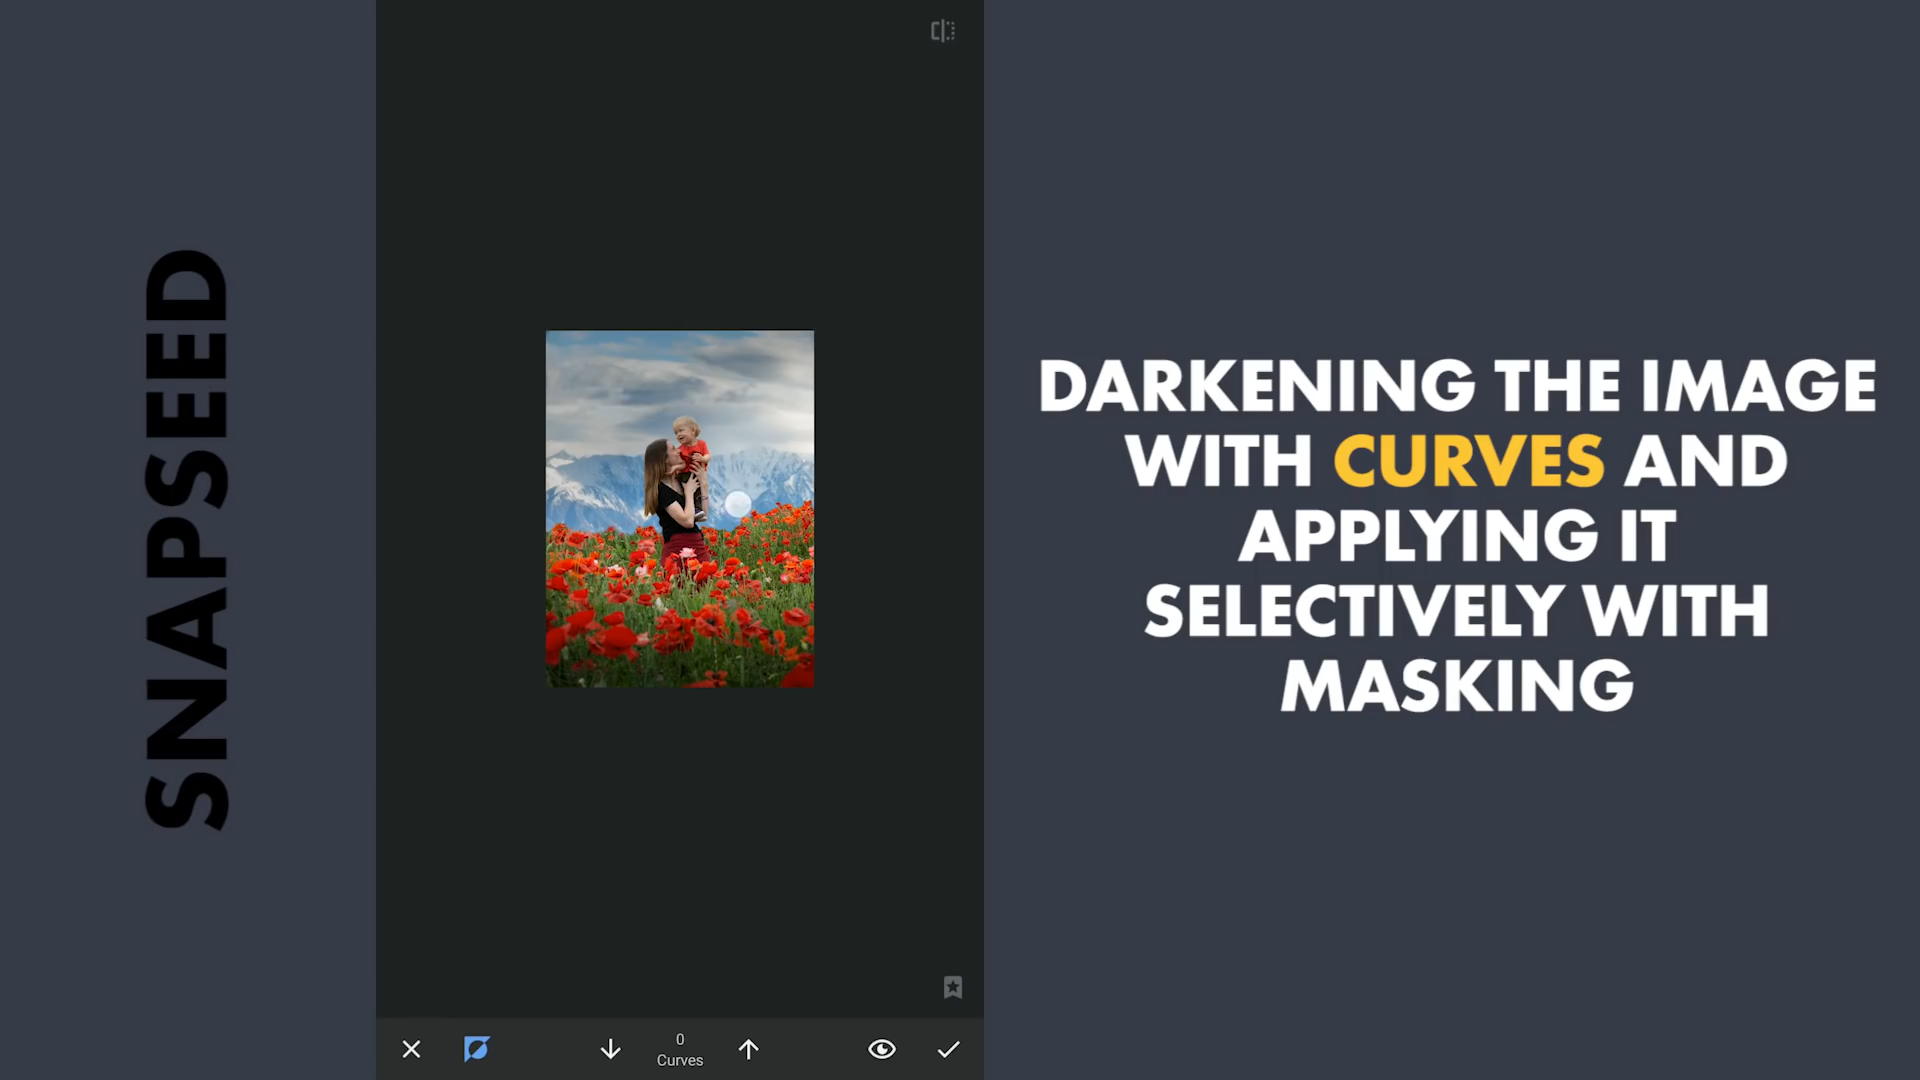 SNAPSEED
DARKENING THE IMAGE
WITH CURVES AND
APPLYING IT
SELECTIVELY WITH
MASKING
0
Curves